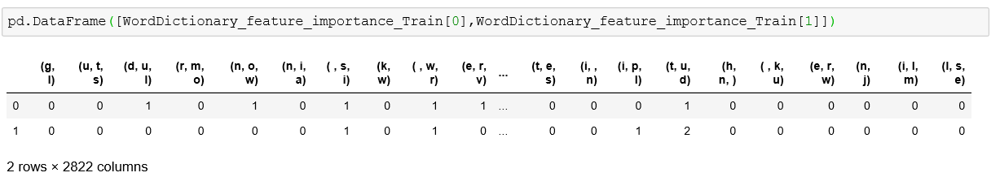 pd.DataFrame([WordDictionary_feature_importance_Train[0],WordDictionary_feature_importance_Train[1]])
(g, (u, t, (d, u, (r, m, (n, o, (n, i, ( , s, (k, ( , w, (e, r, ... (t, e, (i, , (i, p, (t, u, (h, ( , k, (e, r, (n, (i, l, (l, s,
l) s) l) o) w) a) i) w) r) v) s) n) l) d) n, ) u) w) j) m) e)
0 0 0 1 0 1 0 1 0 1 1 ... 0 0 0 1 0 0 0 0 0 0
1 0 0 0 0 0 0 1 0 1 0 ... 0 0 1 2 0 0 0 0 0 0
2 rows × 2822 columns